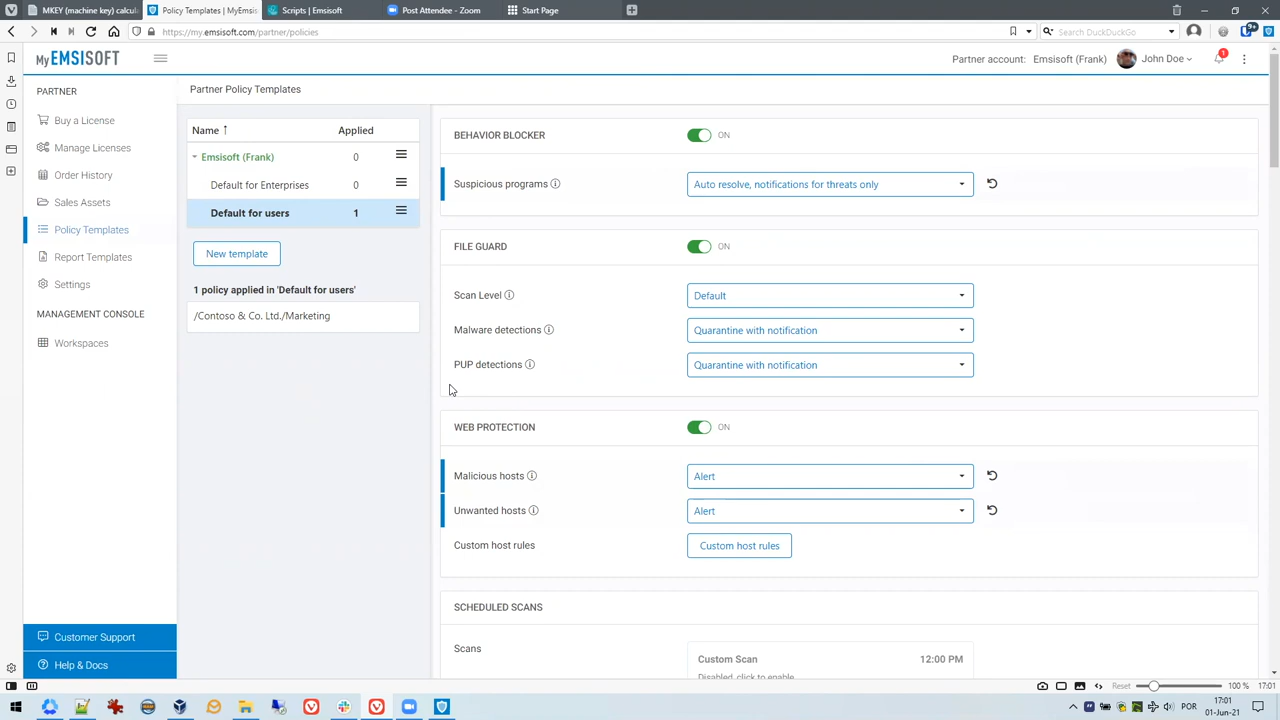 MKEY (machine key) calcul
Policy Templates | MyEmsis
Scripts | Emsisoft
Post Attendee - Zoom
Start Page
https://my.emsisoft.com/partner/policies
Search DuckDuckGo
9+
My EMSISOFT
Partner account: Emsisoft (Frank)
John Doe
1
PARTNER
Buy a License
Manage Licenses
Order History
Sales Assets
Policy Templates
Report Templates
Settings
MANAGEMENT CONSOLE
Workspaces
Customer Support
Help & Docs
Partner Policy Templates
Name ↑ Applied
Emsisoft (Frank) 0
Default for Enterprises 0
Default for users 1
New template
1 policy applied in 'Default for users'
/Contoso & Co. Ltd./Marketing
BEHAVIOR BLOCKER ON
Suspicious programs Auto resolve, notifications for threats only
FILE GUARD ON
Scan Level Default
Malware detections Quarantine with notification
PUP detections Quarantine with notification
WEB PROTECTION ON
Malicious hosts Alert
Unwanted hosts Alert
Custom host rules Custom host rules
SCHEDULED SCANS
Scans
Custom Scan 12:00 PM
Disabled, click to enable
Reset 100 % 17:01
POR
17:01
01-Jun-21